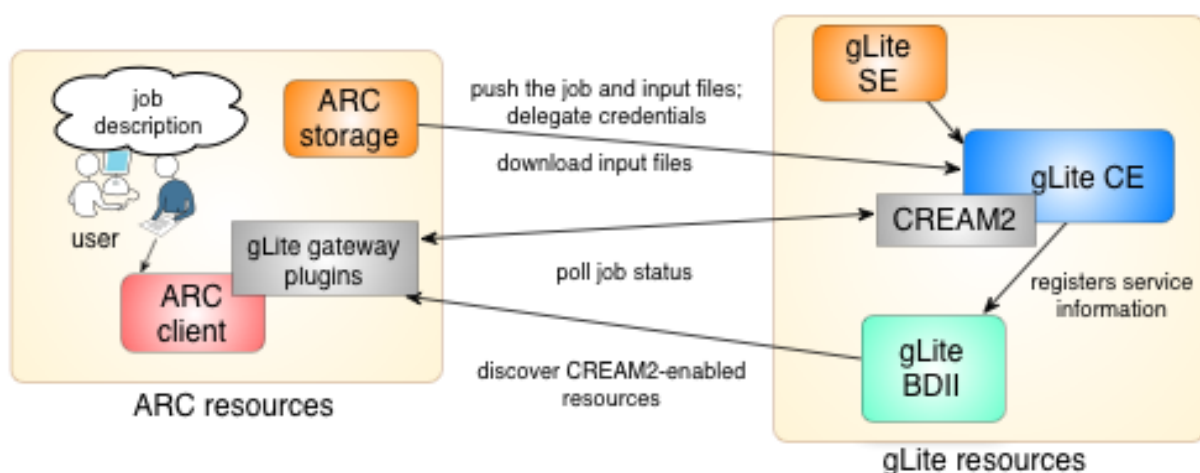 job
description
user
ARC
storage
gLite gateway
plugins
ARC
client
ARC resources
push the job and input files;
delegate credentials
download input files
poll job status
discover CREAM2-enabled
resources
gLite
SE
gLite CE
CREAM2
registers service
information
gLite
BDII
gLite resources